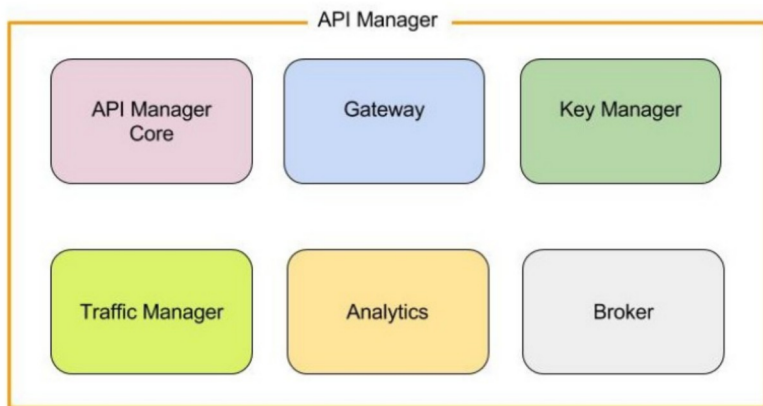 API Manager
API Manager
Core
Gateway
Key Manager
Traffic Manager
Analytics
Broker